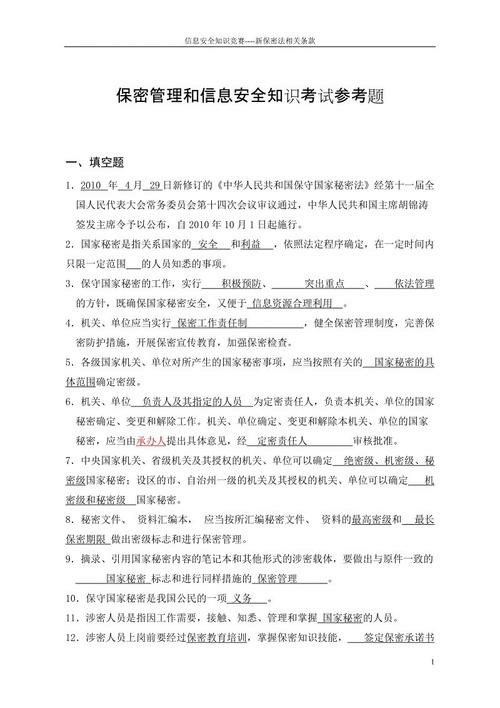 信息安全知识竞赛----新保密法相关条款
保密管理和信息安全知识考试参考题
一、填空题
1．2010 年 4 月 29 日新修订的《中华人民共和国保守国家秘密法》经第十一届全
国人民代表大会常务委员会第十四次会议审议通过，中华人民共和国主席胡锦涛
签发主席令予以公布，自 2010 年 10 月 1 日起施行。
2．国家秘密是指关系国家的 安全 和利益 ，依照法定程序确定，在一定时间内
只限一定范围 的人员知悉的事项。
3．保守国家秘密的工作，实行 积极预防、 突出重点 、 依法管理
的方针，既确保国家秘密安全，又便于 信息资源合理利用 。
4．机关、单位应当实行 保密工作责任制 ，健全保密管理制度，完善保
密防护措施，开展保密宣传教育，加强保密检查。
5．各级国家机关、单位对所产生的国家秘密事项，应当按照有关的 国家秘密的具
体范围确定密级。
6．机关、单位 负责人及其指定的人员 为定密责任人，负责本机关、单位的国家
秘密确定、变更和解除工作。机关、单位确定、变更和解除本机关、单位的国家
秘密，应当由承办人提出具体意见，经 定密责任人 审核批准。
7．中央国家机关、省级机关及其授权的机关、单位可以确定 绝密级、机密级、秘
密级国家秘密；设区的市、自治州一级的机关及其授权的机关、单位可以确定 机
密级和秘密级 国家秘密。
8．秘密文件、 资料汇编本， 应当按所汇编秘密文件、 资料的最高密级和 最长
保密期限 做出密级标志和进行保密管理。
9．摘录、引用国家秘密内容的笔记本和其他形式的涉密载体，要做出与原件一致的
国家秘密 标志和进行同样措施的 保密管理 。
10．保守国家秘密是我国公民的一项 义务 。
11．涉密人员是指因工作需要，接触、知悉、管理和掌握 国家秘密的人员。
12．涉密人员上岗前要经过保密教育培训，掌握保密知识技能， 签定保密承诺书
1